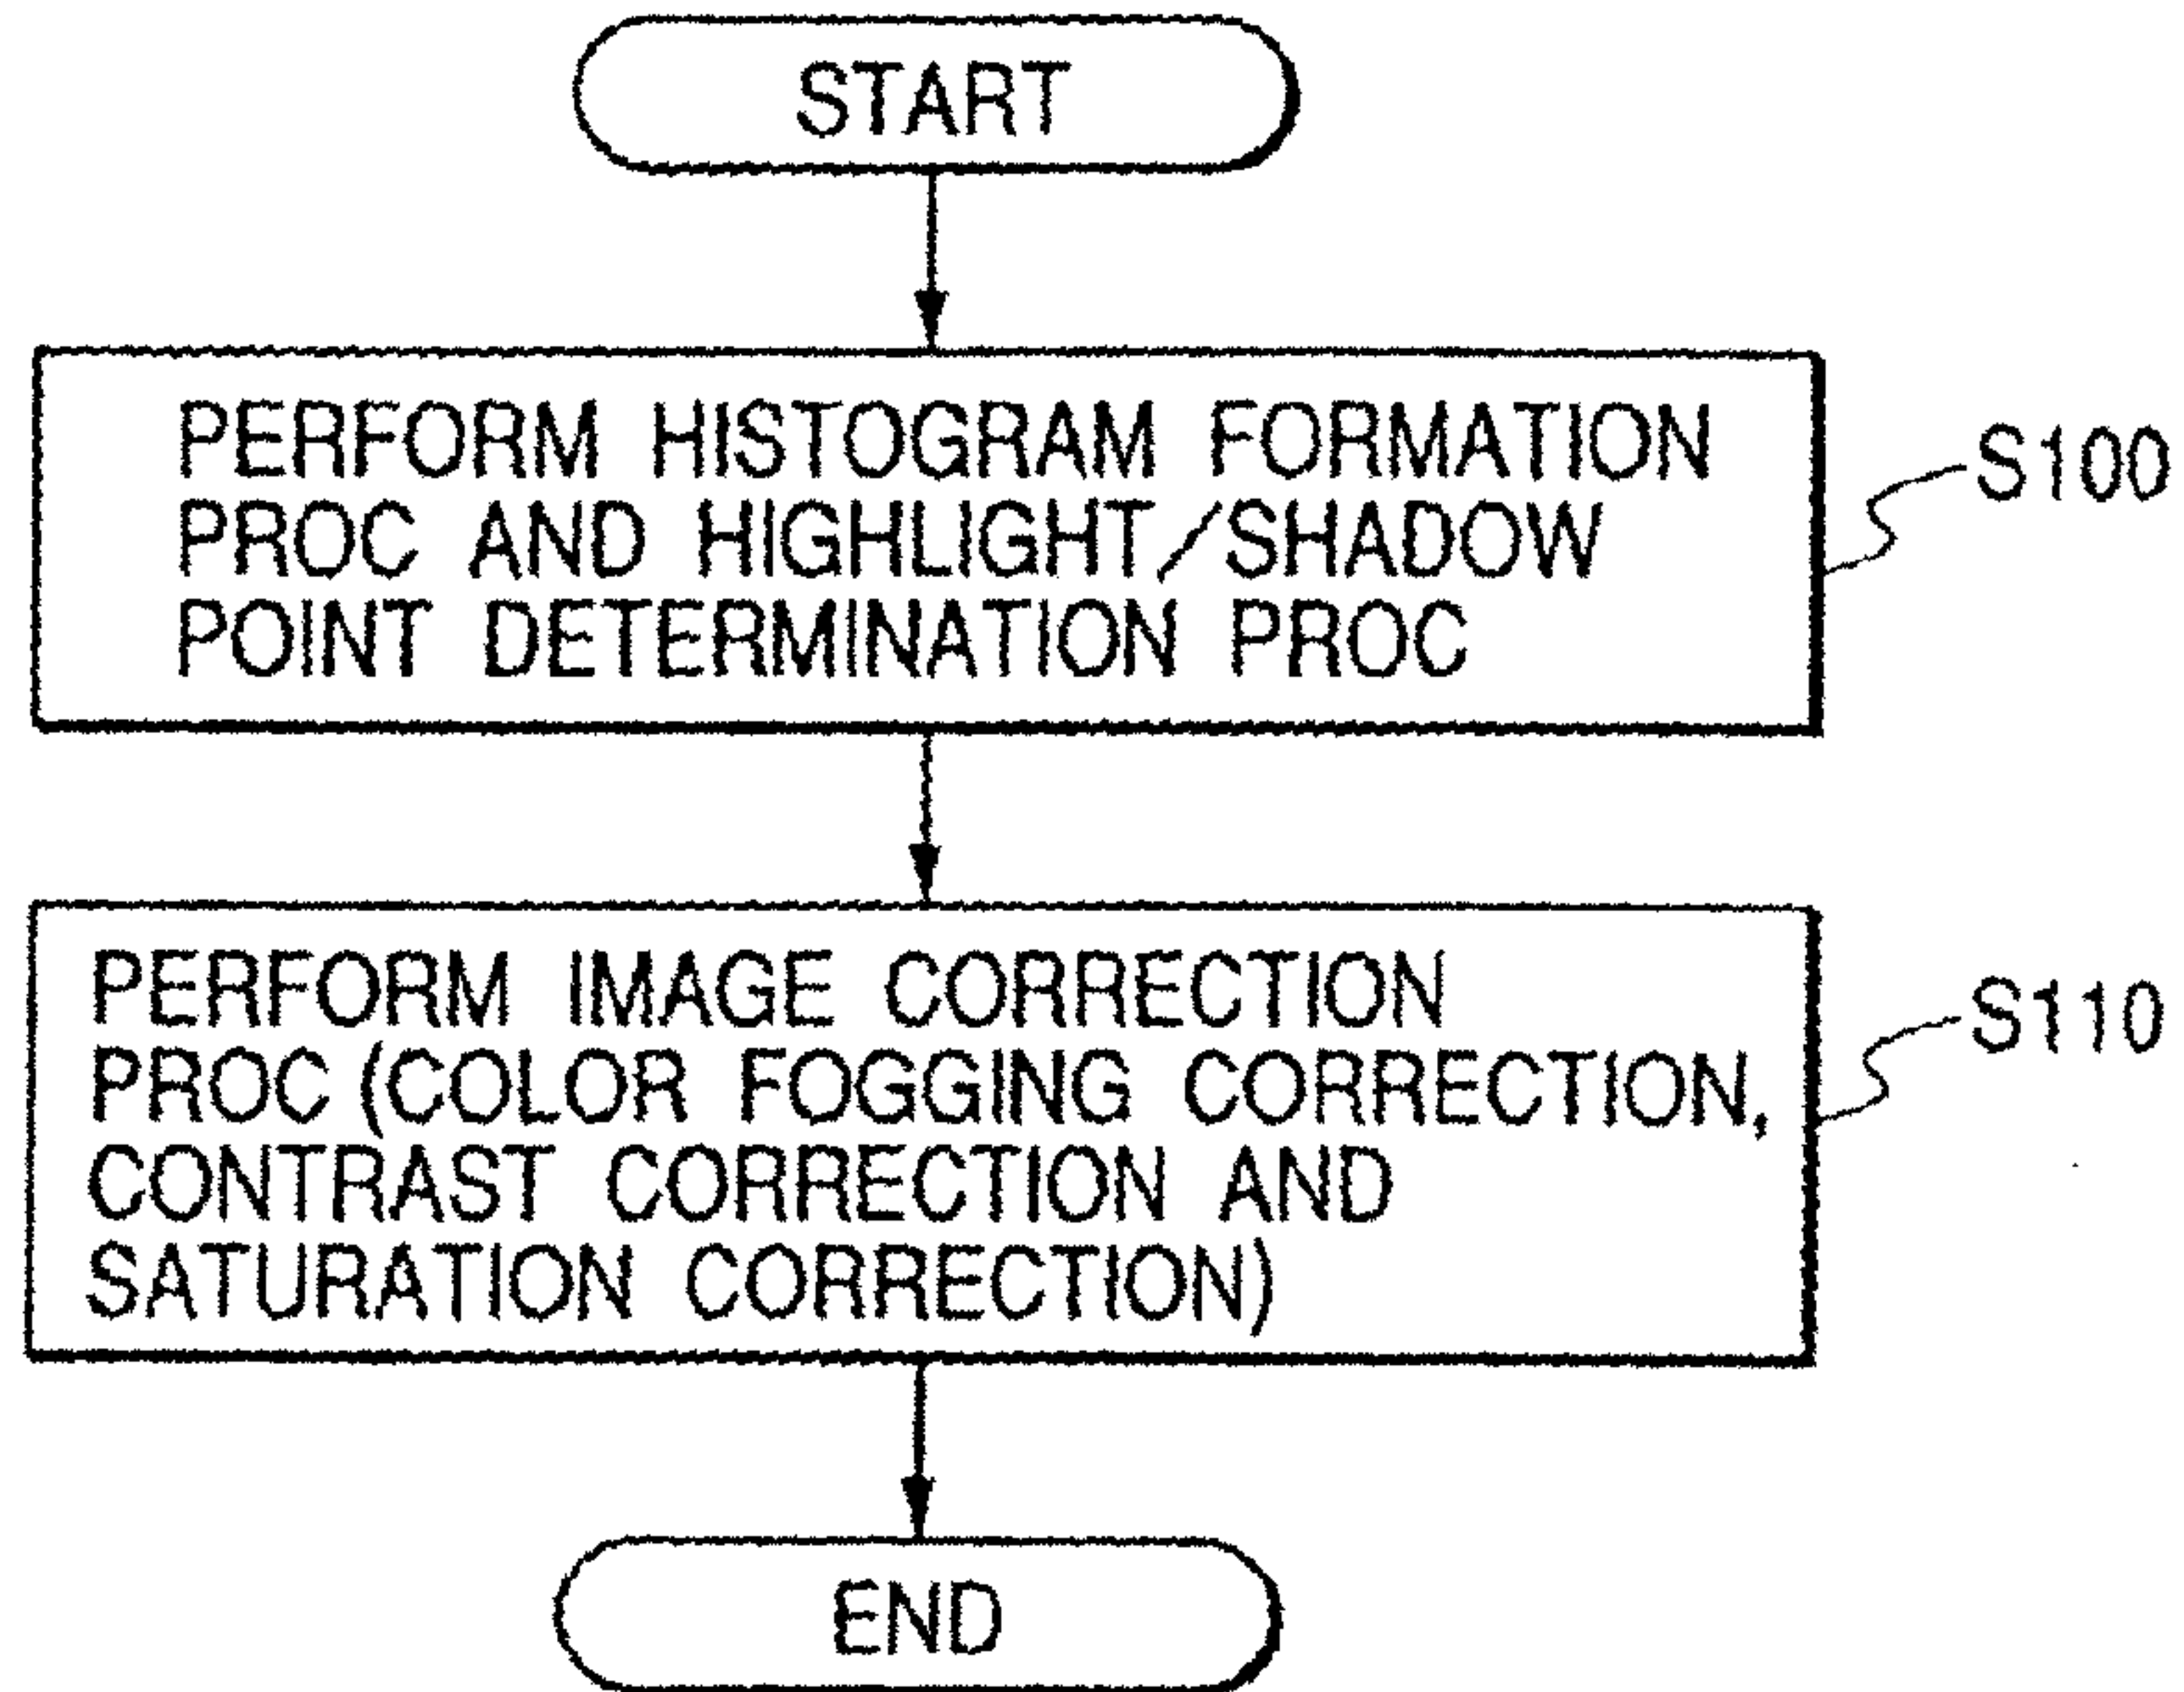 START
PERFORM HISTOGRAM FORMATION
PROC AND HIGHLIGHT/SHADOW
POINT DETERMINATION PROC
S100
PERFORM IMAGE CORRECTION
PROC (COLOR FOGGING CORRECTION,
CONTRAST CORRECTION AND
SATURATION CORRECTION)
S110
END